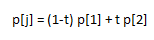 p[j] = (1-t) p[1] + t p[2]